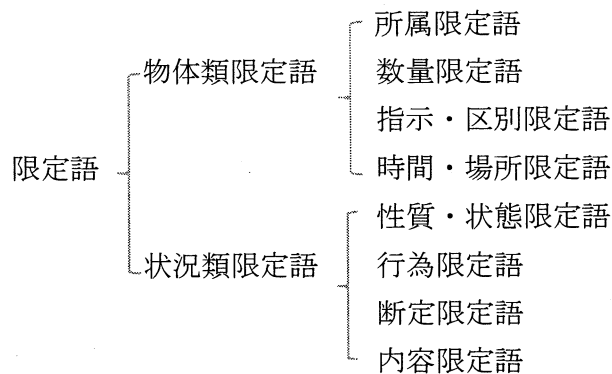 所属限定語
物体類限定語
数量限定語
指示・区別限定語
限定語
時間・場所限定語
性質・状態限定語
状況類限定語
行為限定語
断定限定語
内容限定語